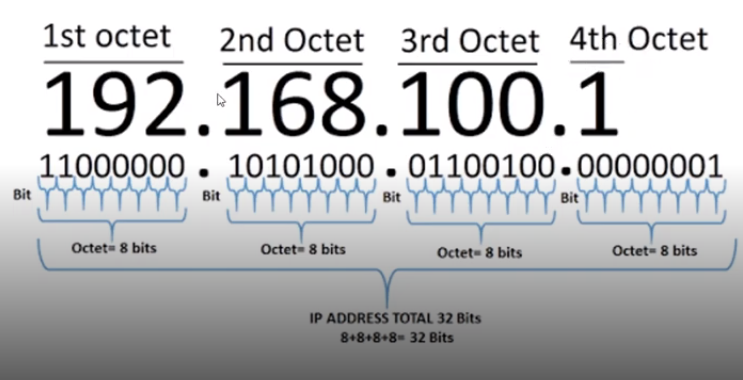 1st octet 2nd Octet 3rd Octet 4th Octet
192.168.100.1
11000000 . 10101000 . 01100100.00000001
Bit Bit Bit Bit
Octet= 8 bits Octet= 8 bits Octet= 8 bits Octet= 8 bits
IP ADDRESS TOTAL 32 Bits
8+8+8+8= 32 Bits